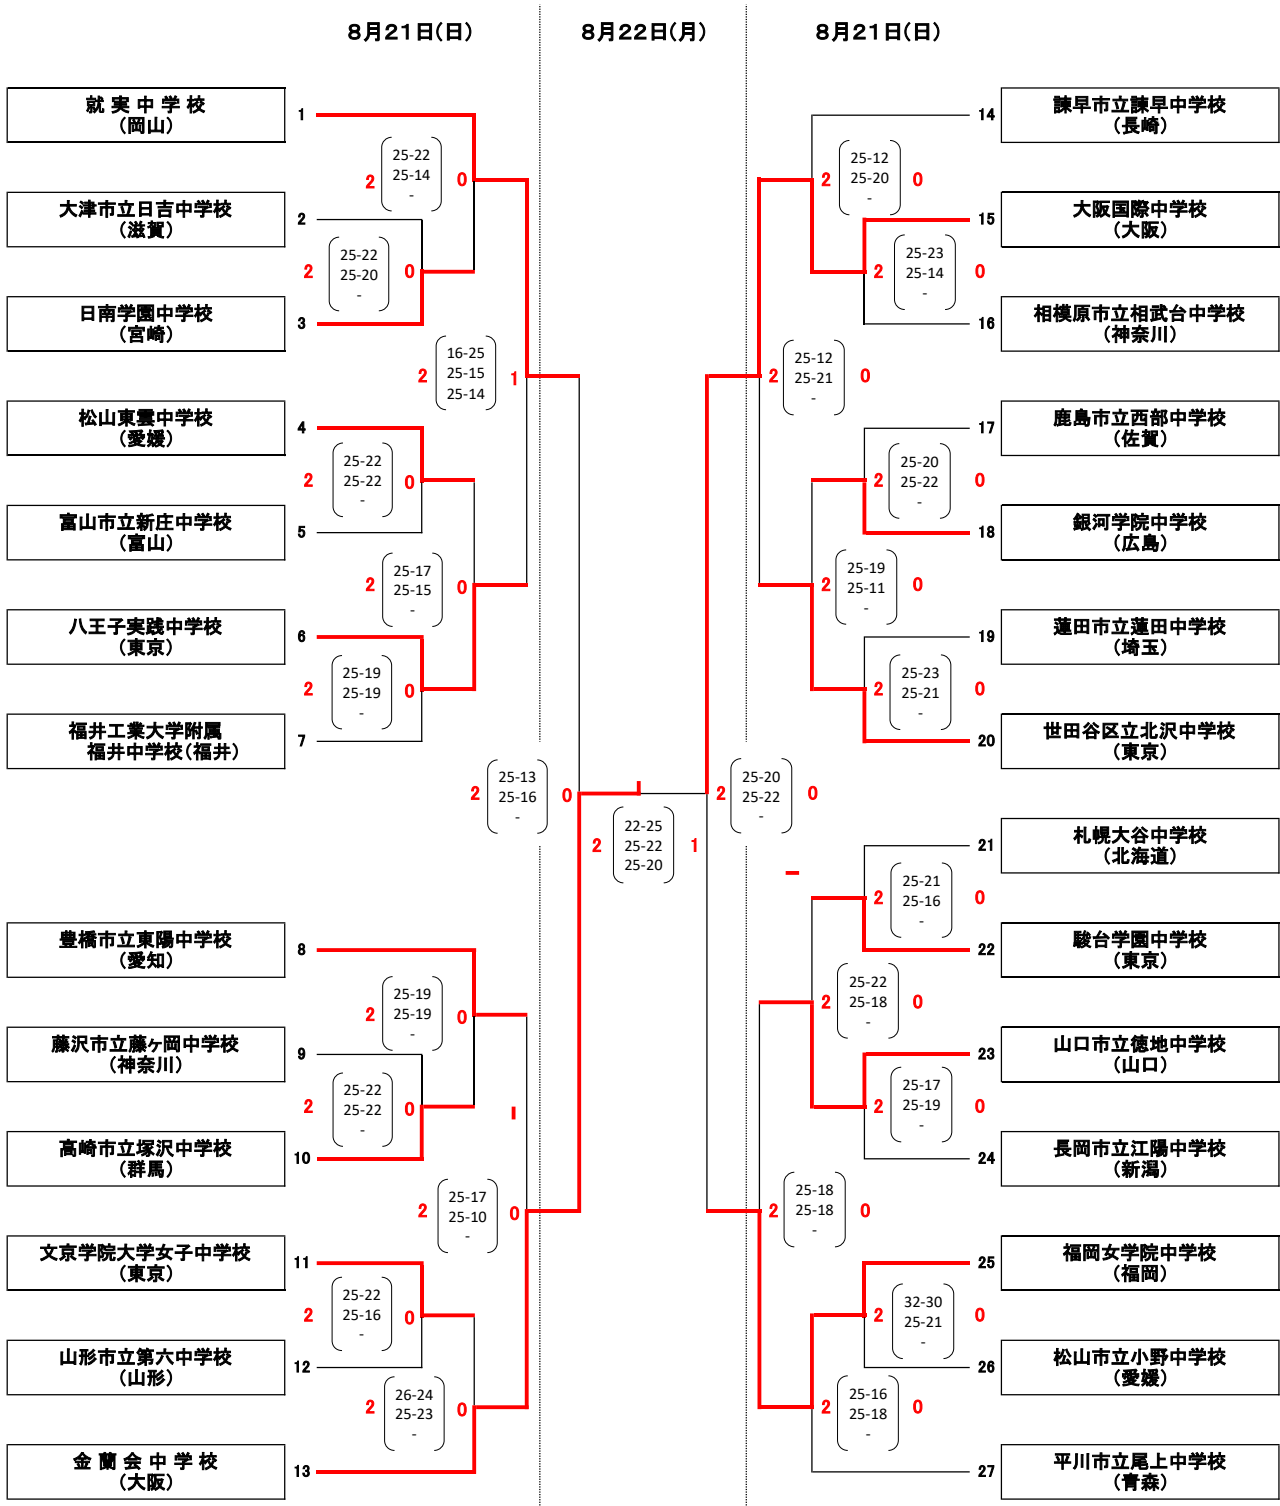 8月21日(日)
8月22日(月)
8月21日(日)
就 実 中 学 校
(岡山)
1
25-22
25-14
-
2
0
大津市立日吉中学校
(滋賀)
2
25-22
25-20
-
2
0
日南学園中学校
(宮崎)
3
16-25
25-15
25-14
2
1
松山東雲中学校
(愛媛)
4
25-22
25-22
-
2
0
富山市立新庄中学校
(富山)
5
25-17
25-15
-
2
0
八王子実践中学校
(東京)
6
25-19
25-19
-
2
0
福井工業大学附属
福井中学校(福井)
7
25-13
25-16
-
2
0
22-25
25-22
25-20
2
1
豊橋市立東陽中学校
(愛知)
8
25-19
25-19
-
2
0
藤沢市立藤ヶ岡中学校
(神奈川)
9
25-22
25-22
-
2
0
高崎市立塚沢中学校
(群馬)
10
25-17
25-10
-
2
0
文京学院大学女子中学校
(東京)
11
25-22
25-16
-
2
0
山形市立第六中学校
(山形)
12
26-24
25-23
-
2
0
金 蘭 会 中 学 校
(大阪)
13
14
諫早市立諫早中学校
(長崎)
25-12
25-20
-
2
0
15
大阪国際中学校
(大阪)
25-23
25-14
-
2
0
16
相模原市立相武台中学校
(神奈川)
25-12
25-21
-
2
0
17
鹿島市立西部中学校
(佐賀)
25-20
25-22
-
2
0
18
銀河学院中学校
(広島)
25-19
25-11
-
2
0
19
蓮田市立蓮田中学校
(埼玉)
25-23
25-21
-
2
0
20
世田谷区立北沢中学校
(東京)
25-20
25-22
-
2
0
21
札幌大谷中学校
(北海道)
25-21
25-16
-
2
0
22
駿台学園中学校
(東京)
25-22
25-18
-
2
0
23
山口市立徳地中学校
(山口)
25-17
25-19
-
2
0
24
長岡市立江陽中学校
(新潟)
25-18
25-18
-
2
0
25
福岡女学院中学校
(福岡)
32-30
25-21
-
2
0
26
松山市立小野中学校
(愛媛)
25-16
25-18
-
2
0
27
平川市立尾上中学校
(青森)